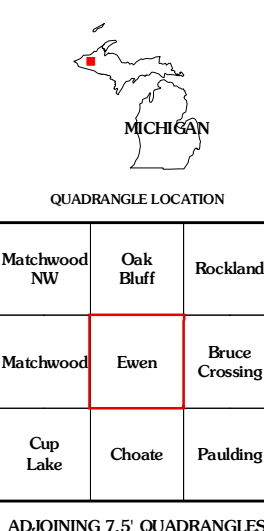 MICHIGAN
QUADRANGLE LOCATION
Matchwood
NW
Oak
Bluff
Rockland
Matchwood
Ewen
Bruce
Crossing
Cup
Lake
Choate
Paulding
ADJOINING 7.5' QUADRANGLES